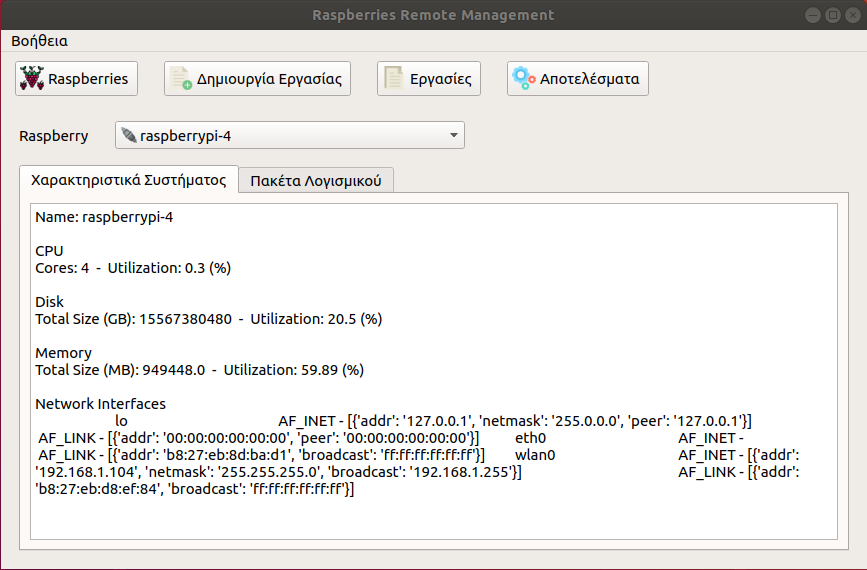 Raspberries Remote Management
Βοήθεια
Raspberries Δημιουργία Εργασίας Εργασίες Αποτελέσματα
Raspberry raspberrypi-4
Χαρακτηριστικά Συστήματος Πακέτα Λογισμικού
Name: raspberrypi-4
CPU
Cores: 4 - Utilization: 0.3 (%)
Disk
Total Size (GB): 15567380480 - Utilization: 20.5 (%)
Memory
Total Size (MB): 949448.0 - Utilization: 59.89 (%)
Network Interfaces
lo AF_INET - [{'addr': '127.0.0.1', 'netmask': '255.0.0.0', 'peer': '127.0.0.1'}]
AF_LINK - [{'addr': '00:00:00:00:00:00', 'peer': '00:00:00:00:00:00'}] eth0 AF_INET -
AF_LINK - [{'addr': 'b8:27:eb:8d:ba:d1', 'broadcast': 'ff:ff:ff:ff:ff:ff'}] wlan0 AF_INET - [{'addr':
'192.168.1.104', 'netmask': '255.255.255.0', 'broadcast': '192.168.1.255'}] AF_LINK - [{'addr':
'b8:27:eb:d8:ef:84', 'broadcast': 'ff:ff:ff:ff:ff:ff'}]